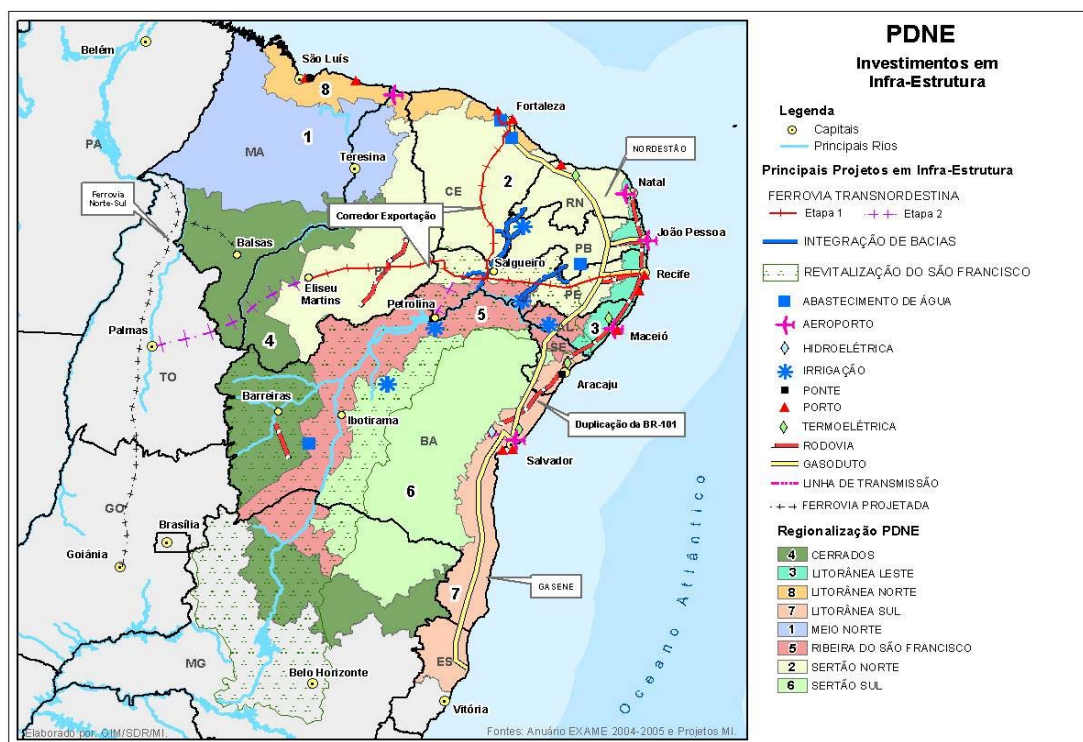 Belém
São Luís
8
1
MA
PA
Teresina
Fortaleza
NORDESTÃO
2
CE
RN
Natal
Ferrovia
Norte-Sul
Corredor Exportação
Balsas
João Pessoa
PB
Salgueiro
Recife
Eliseu
Martins
Petrolina
PE
5
AL
3
Maceió
Palmas
4
SE
TO
Aracaju
Barreiras
Ibotirama
Duplicação da BR-101
BA
Salvador
6
GO
Brasília
Goiânia
GASENE
7
MG
ES
Belo Horizonte
Vitória
Oceano Atlântico
Elaborado por: CIM/SDR/MI.
Fontes: Anuário EXAME 2004-2005 e Projetos MI.
PDNE
Investimentos em
Infra-Estrutura
Legenda
Capitais
Principais Rios
Principais Projetos em Infra-Estrutura
FERROVIA TRANSNORDESTINA
Etapa 1 Etapa 2
INTEGRAÇÃO DE BACIAS
REVITALIZAÇÃO DO SÃO FRANCISCO
ABASTECIMENTO DE ÁGUA
AEROPORTO
HIDROELÉTRICA
IRRIGAÇÃO
PONTE
PORTO
TERMOELÉTRICA
RODOVIA
GASODUTO
LINHA DE TRANSMISSÃO
FERROVIA PROJETADA
Regionalização PDNE
4 CERRADOS
3 LITORÂNEA LESTE
8 LITORÂNEA NORTE
7 LITORÂNEA SUL
1 MEIO NORTE
5 RIBEIRA DO SÃO FRANCISCO
2 SERTÃO NORTE
6 SERTÃO SUL